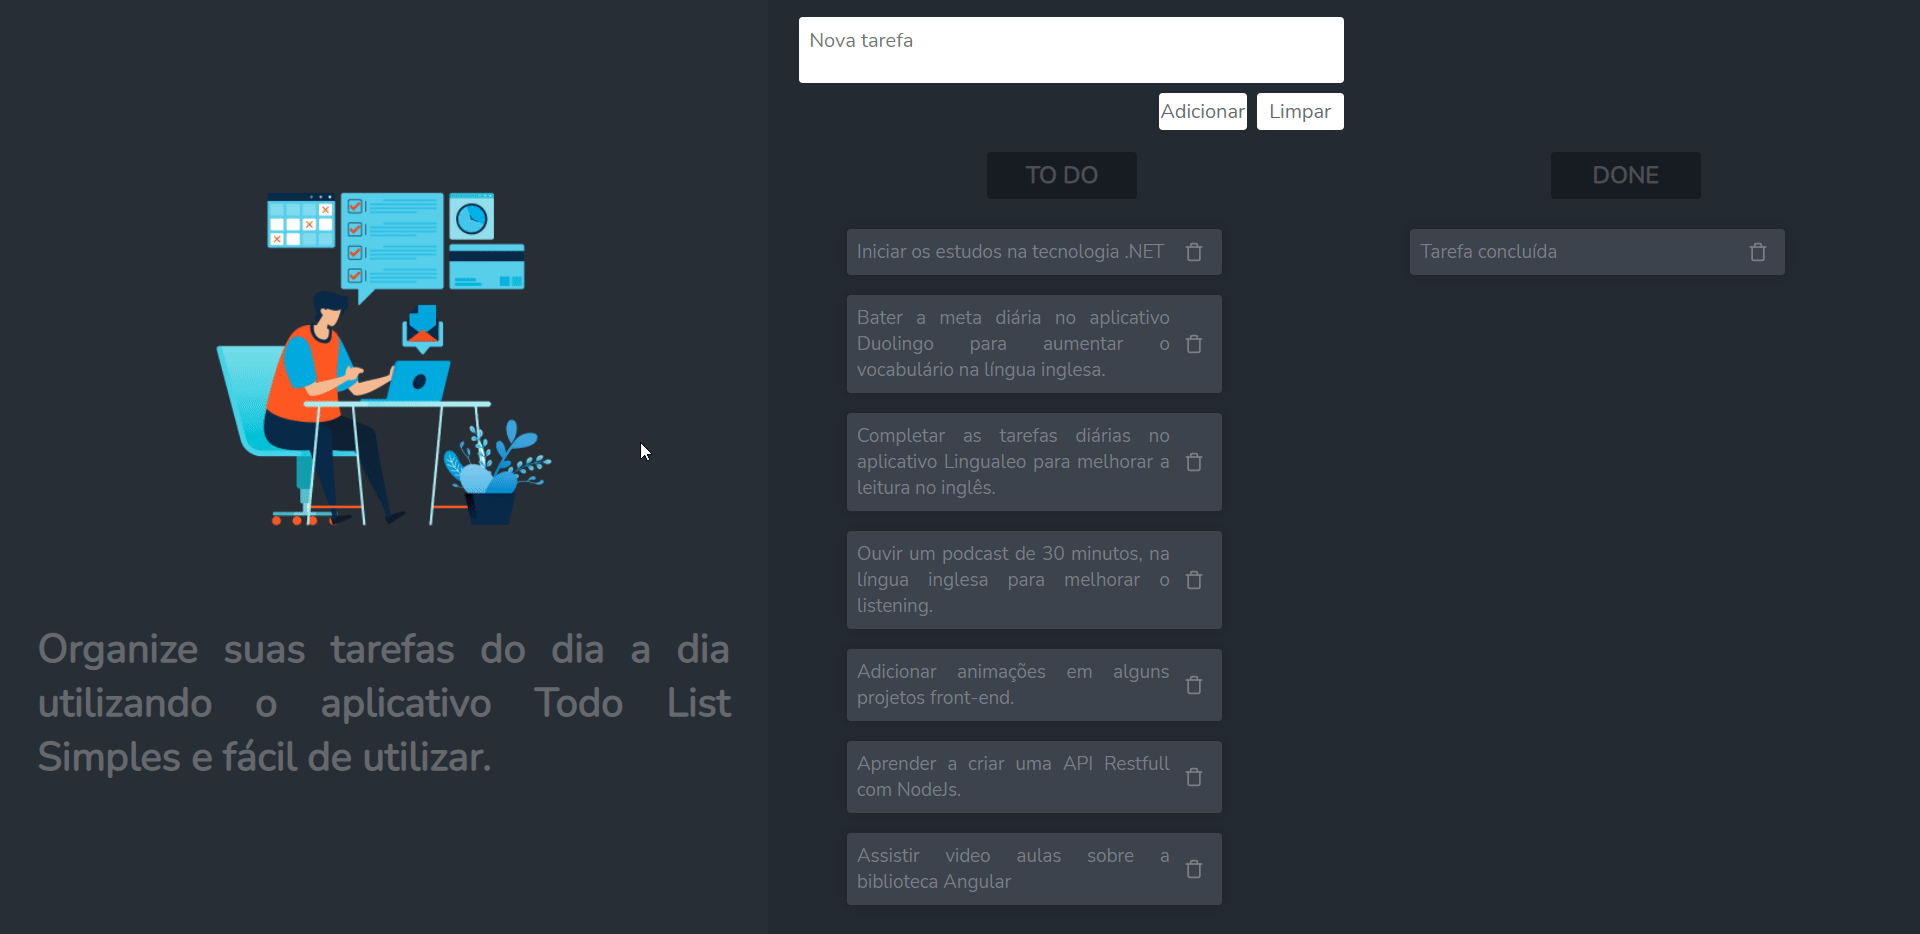 Nova tarefa
Adicionar
Limpar
TO DO
DONE
Iniciar os estudos na tecnologia .NET
Tarefa concluída
Bater a meta diária no aplicativo
Duolingo para aumentar o
vocabulário na língua inglesa.
Completar as tarefas diárias no
aplicativo Lingualeo para melhorar a
leitura no inglês.
Ouvir um podcast de 30 minutos, na
língua inglesa para melhorar o
listening.
Adicionar animações em alguns
projetos front-end.
Aprender a criar uma API Restfull
com NodeJs.
Assistir video aulas sobre a
biblioteca Angular
Organize suas tarefas do dia a dia
utilizando o aplicativo Todo List
Simples e fácil de utilizar.